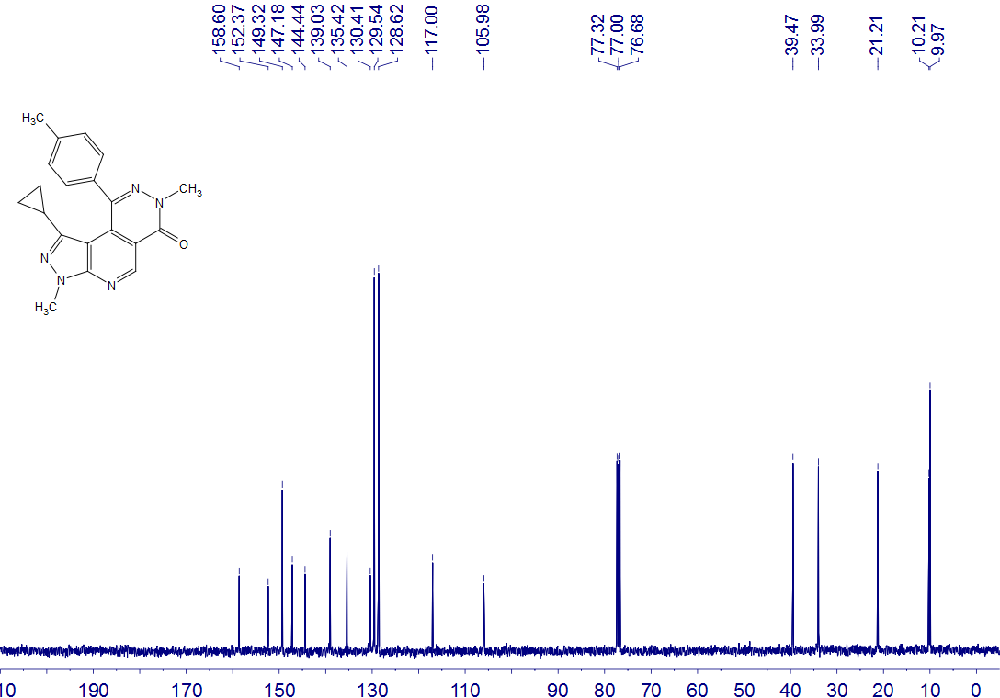 158.60
152.37
149.32
147.18
144.44
139.03
135.42
130.41
129.54
128.62
117.00
105.98
77.32
77.00
76.68
39.47
33.99
21.21
10.21
9.97
H3C
N
N
CH3
O
N
N
N
H3C
10 190 170 150 130 110 90 80 70 60 50 40 30 20 10 0